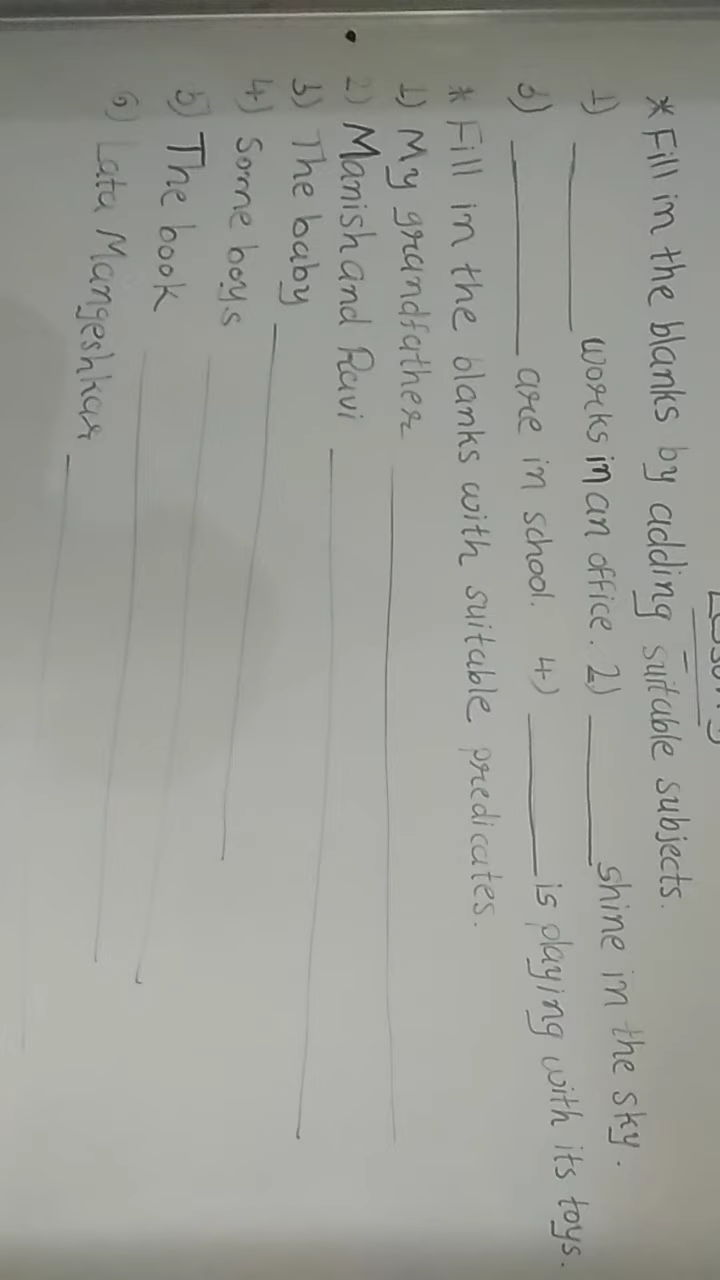 * Fill in the blanks by adding suitable subjects.
1) ______ works in an office. 2) ______ shine in the sky.
3) ______ are in school. 4) ______ is playing with its toys.
* Fill in the blanks with suitable predicates.
1) My grandfather ______
2) Manish and Ravi ______
3) The baby ______
4) Some boys ______
5) The book ______
6) Lata Mangeshkar ______